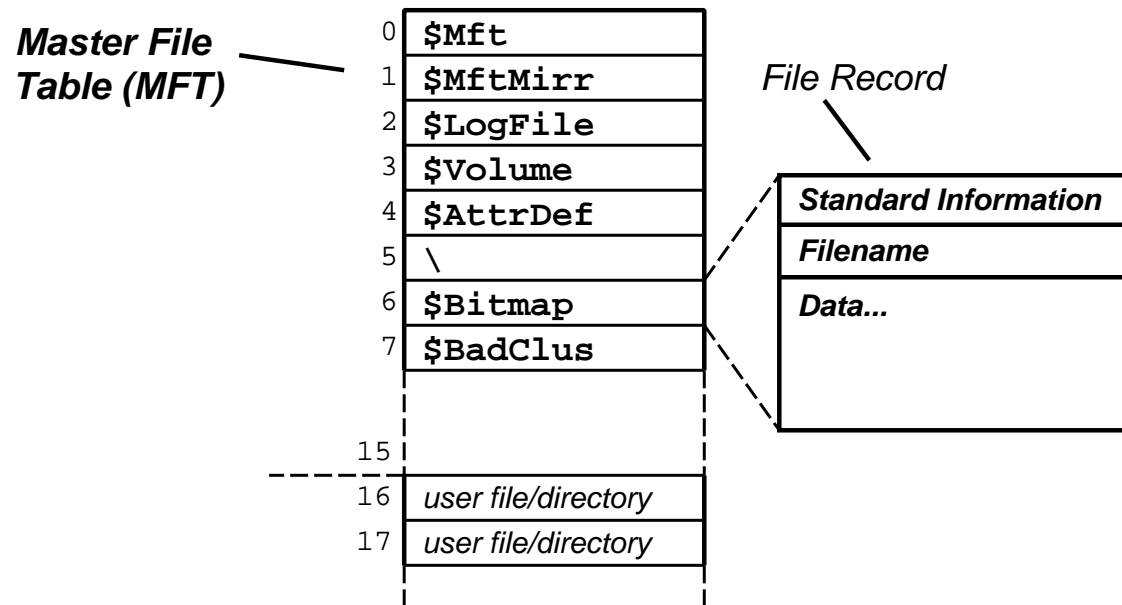 Master File
Table (MFT)
0 $Mft
1 $MftMirr
2 $LogFile
3 $Volume
4 $AttrDef
5 \
6 $Bitmap
7 $BadClus
15
16 user file/directory
17 user file/directory
File Record
Standard Information
Filename
Data...